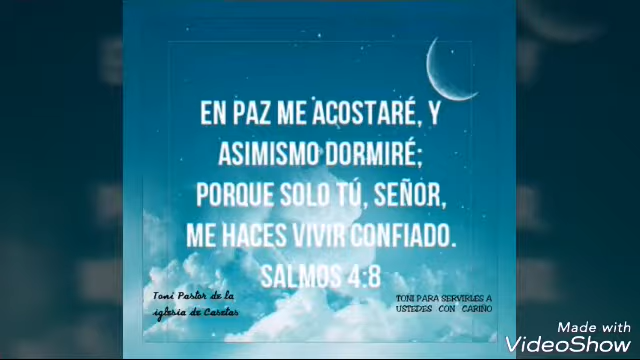 EN PAZ ME ACOSTARÉ, Y
ASIMISMO DORMIRÉ;
PORQUE SOLO TÚ, SEÑOR,
ME HACES VIVIR CONFIADO.
SALMOS 4:8
Toni Pastor de la
iglesia de Casetas
TONI PARA SERVIRLES A
USTEDES CON CARIÑO
Made with
VideoShow